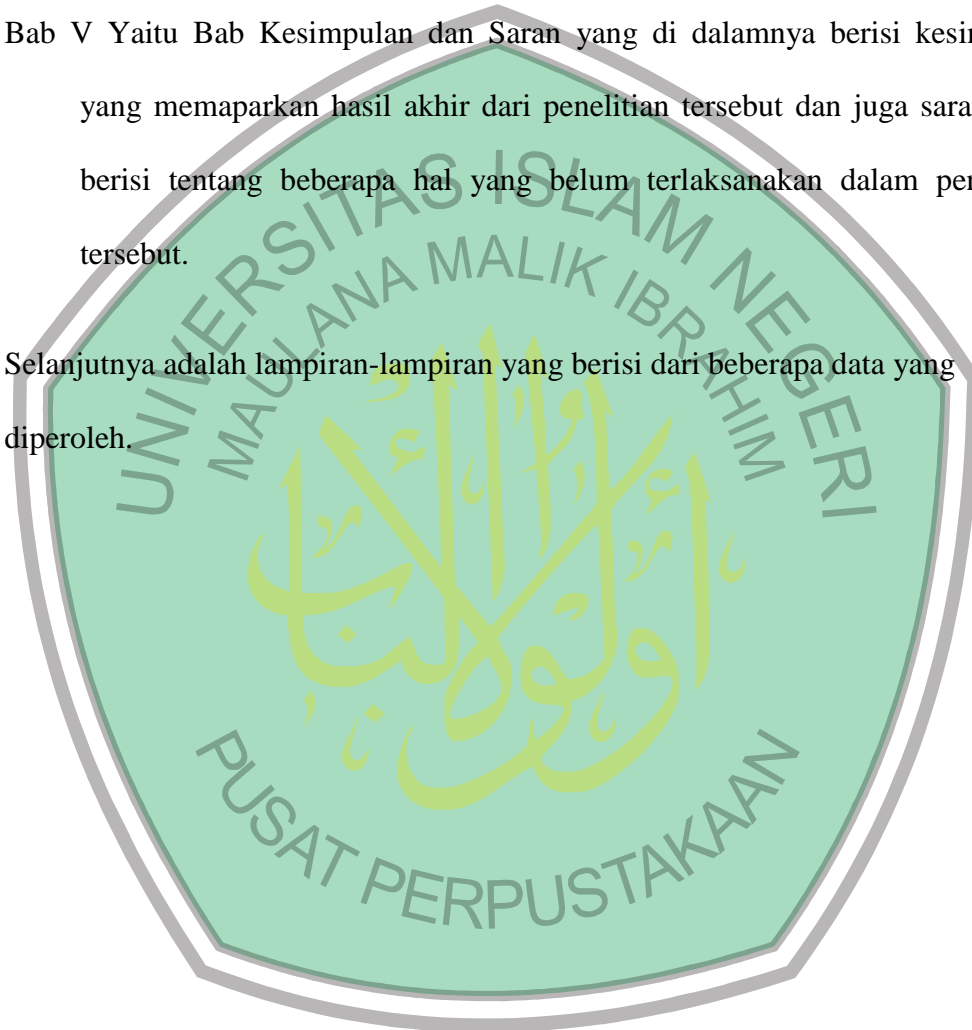 Bab V Yaitu Bab Kesimpulan dan Saran yang di dalamnya berisi
yang memaparkan hasil akhir dari penelitian tersebut dan juga
berisi tentang beberapa hal yang belum terlaksanakan dalam
tersebut.
Selanjutnya adalah lampiran-lampiran yang berisi dari beberapa data yang
diperoleh.
UNIVERSITAS ISLAM NEGERI
MAULANA MALIK IBRAHIM
أولوا الألباب
PUSAT PERPUSTAKAAN